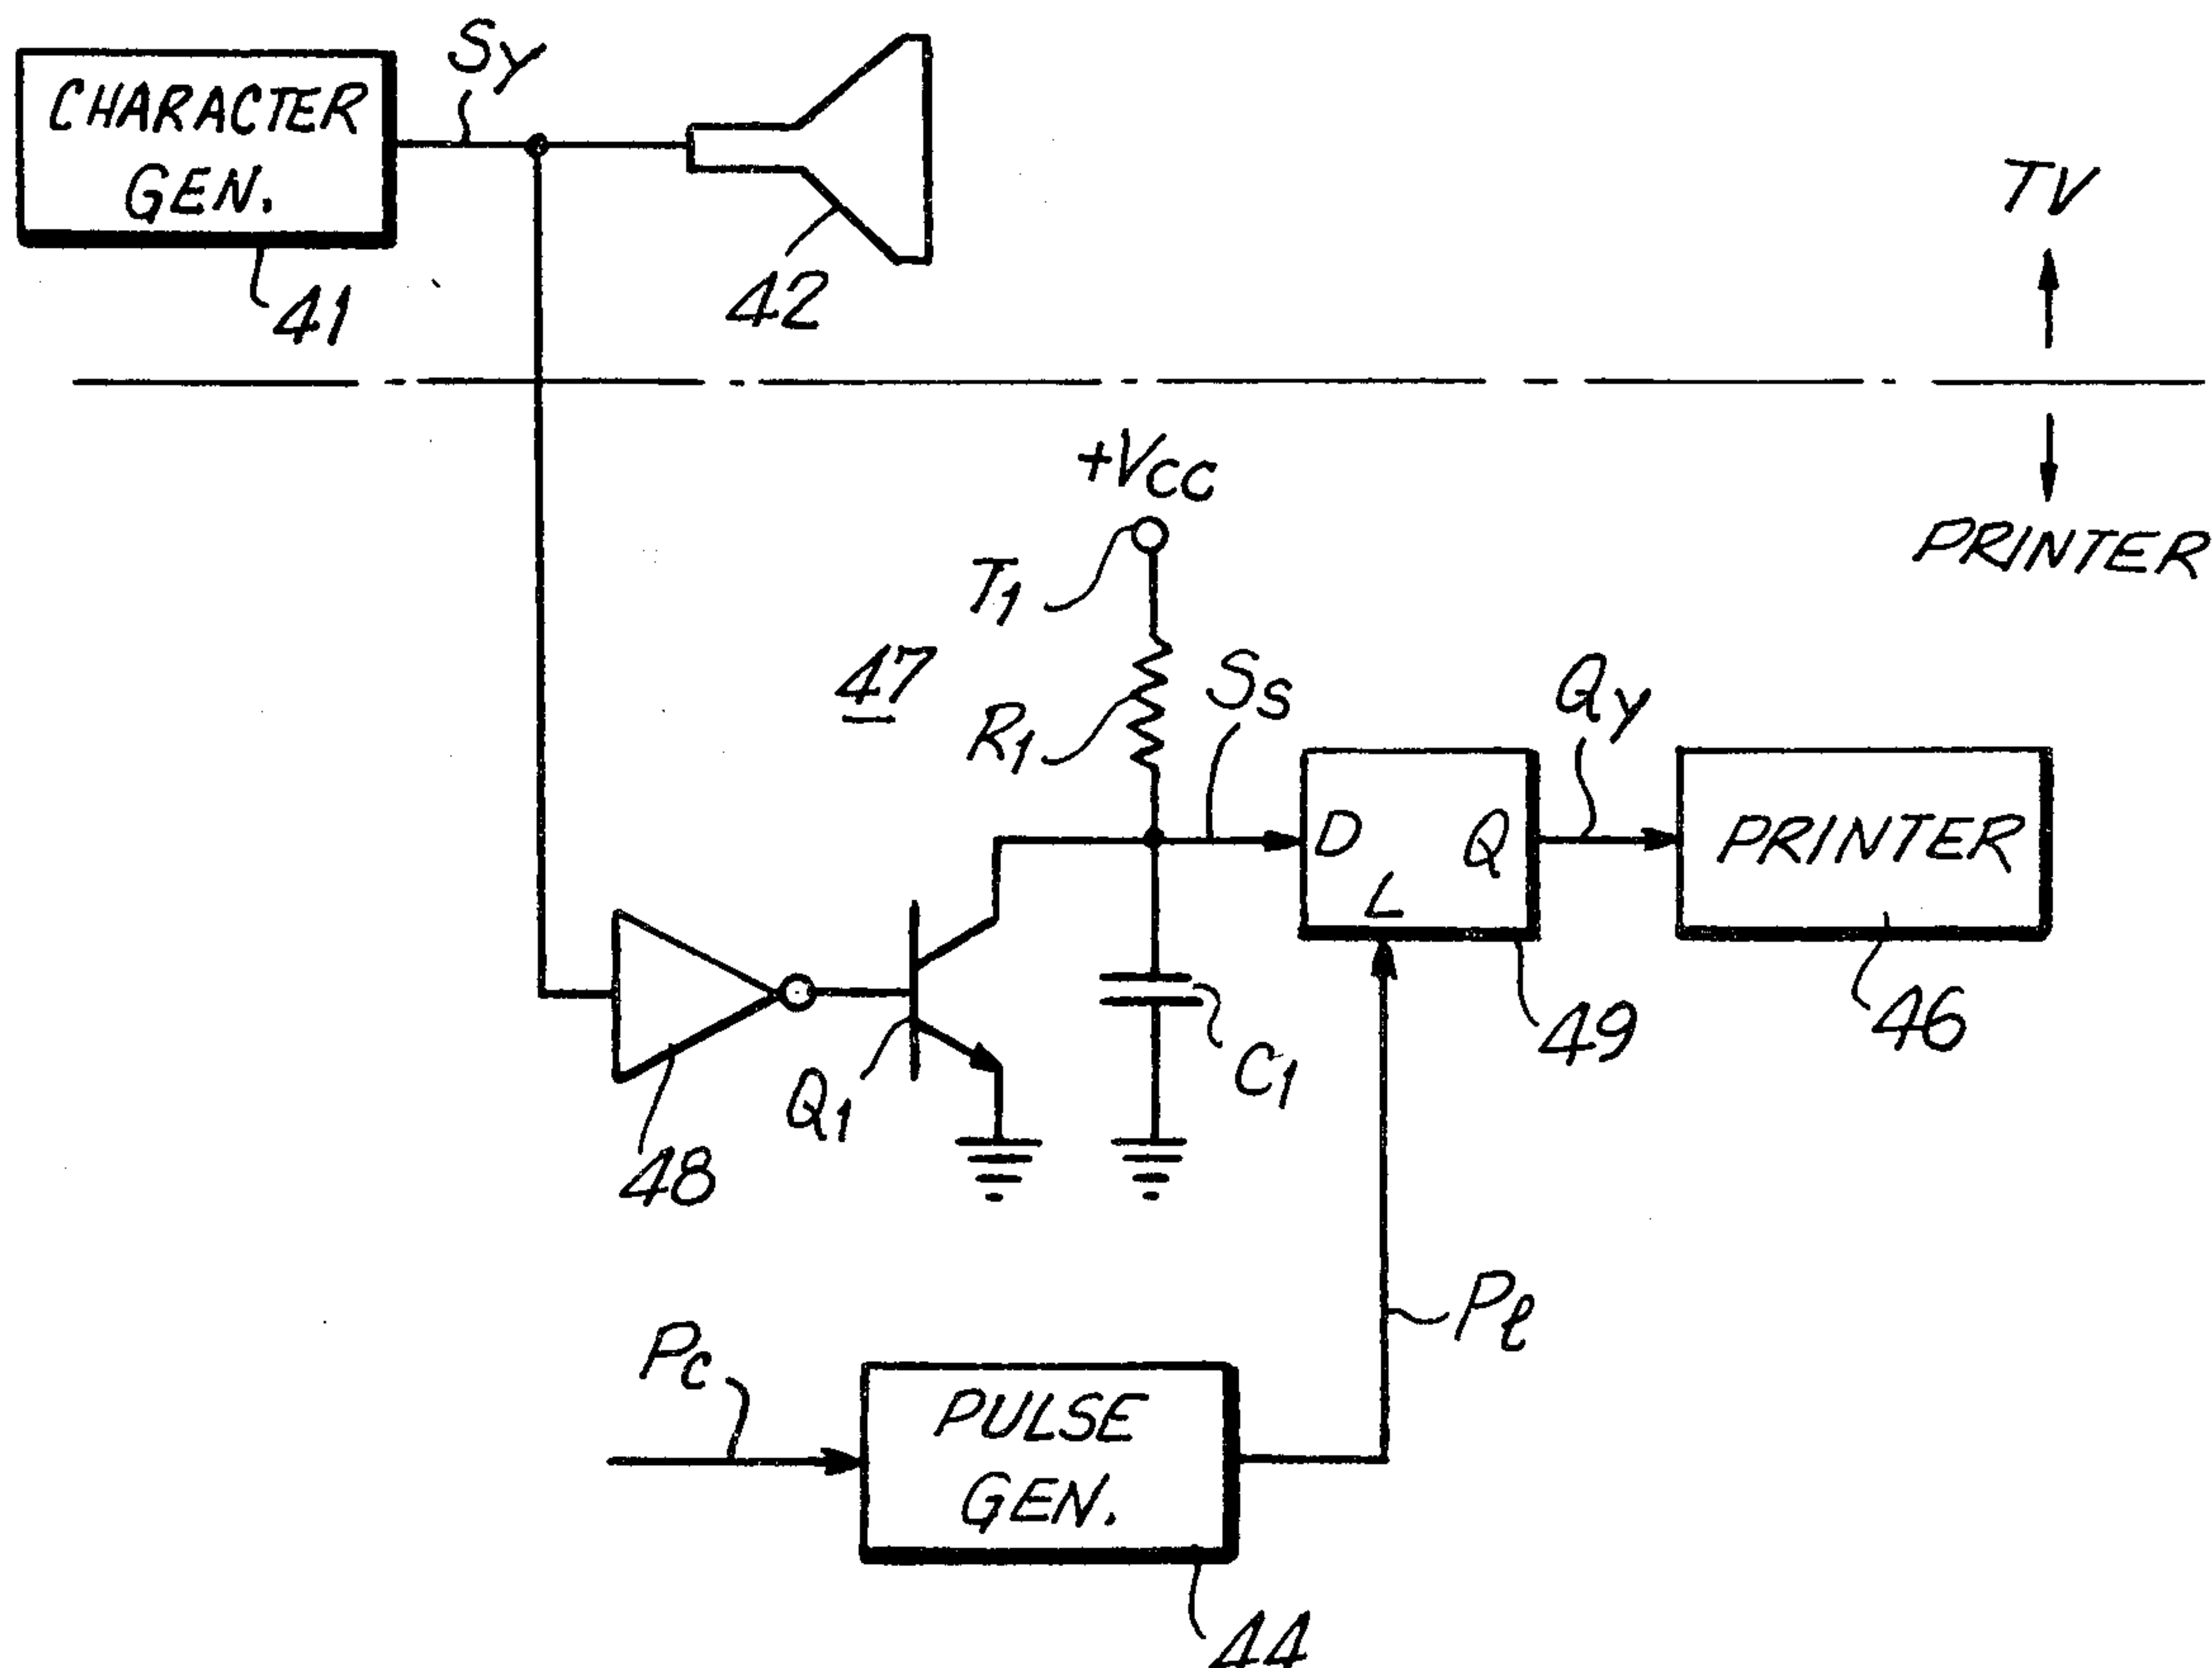 CHARACTER
GEN.
Sy
41
42
TV
PRINTER
+Vcc
T1
47
R1
Ss
D
Q
L
Qy
PRINTER
49
46
48
Q1
C1
Pℓ
Pc
PULSE
GEN.
44